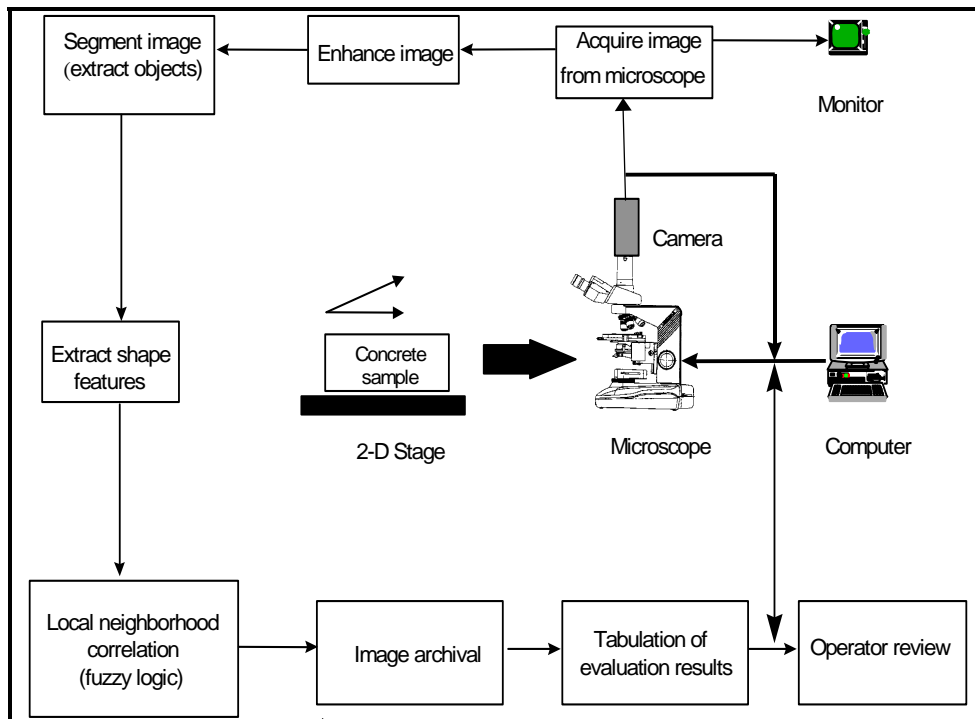 Segment image
(extract objects)
Enhance image
Acquire image
from microscope
Monitor
Camera
Extract shape
features
Concrete
sample
2-D Stage
Microscope
Computer
Local neighborhood
correlation
(fuzzy logic)
Image archival
Tabulation of
evaluation results
Operator review